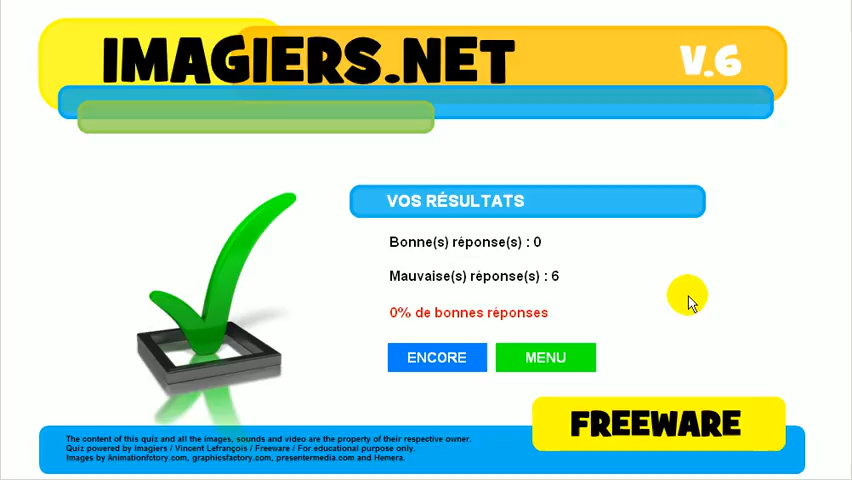 IMAGIERS.NET
V.6
VOS RÉSULTATS
Bonne(s) réponse(s) : 0
Mauvaise(s) réponse(s) : 6
0% de bonnes réponses
ENCORE
MENU
FREEWARE
The content of this quiz and all the images, sounds and video are the property of their respective owner.
Quiz powered by Imagiers / Vincent Lefrançois / Freeware / For educational purpose only.
Images by Animationfctory.com, graphicsfactory.com, presentermedia.com and Hemera.